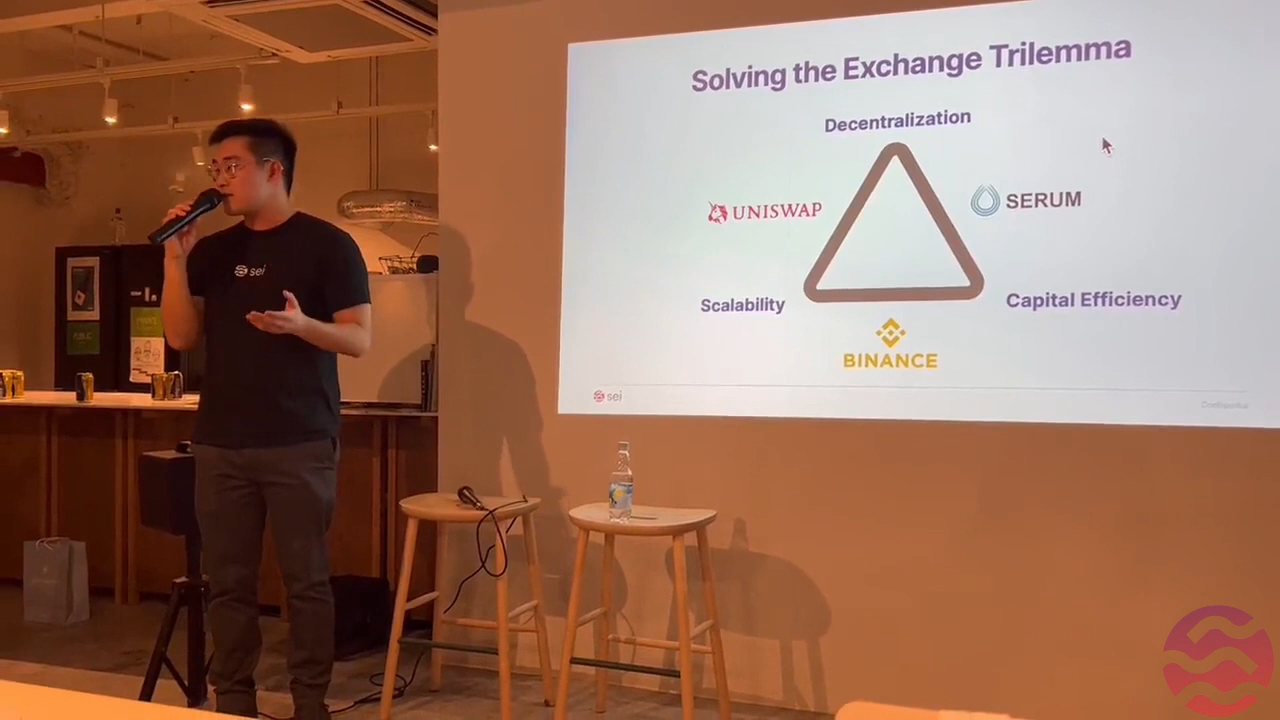 Solving the Exchange Trilemma
Decentralization
UNISWAP
SERUM
Scalability
Capital Efficiency
BINANCE
sei
sei